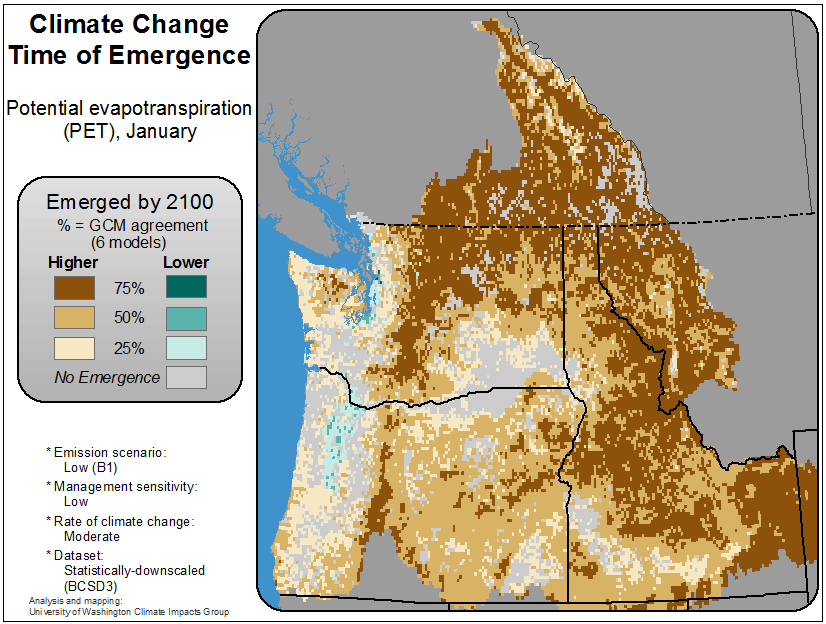 Climate Change
Time of Emergence
Potential evapotranspiration
(PET), January
Emerged by 2100
% = GCM agreement
(6 models)
Higher Lower
75%
50%
25%
No Emergence
* Emission scenario:
Low (B1)
* Management sensitivity:
Low
* Rate of climate change:
Moderate
* Dataset:
Statistically-downscaled
(BCSD3)
Analysis and mapping:
University of Washington Climate Impacts Group